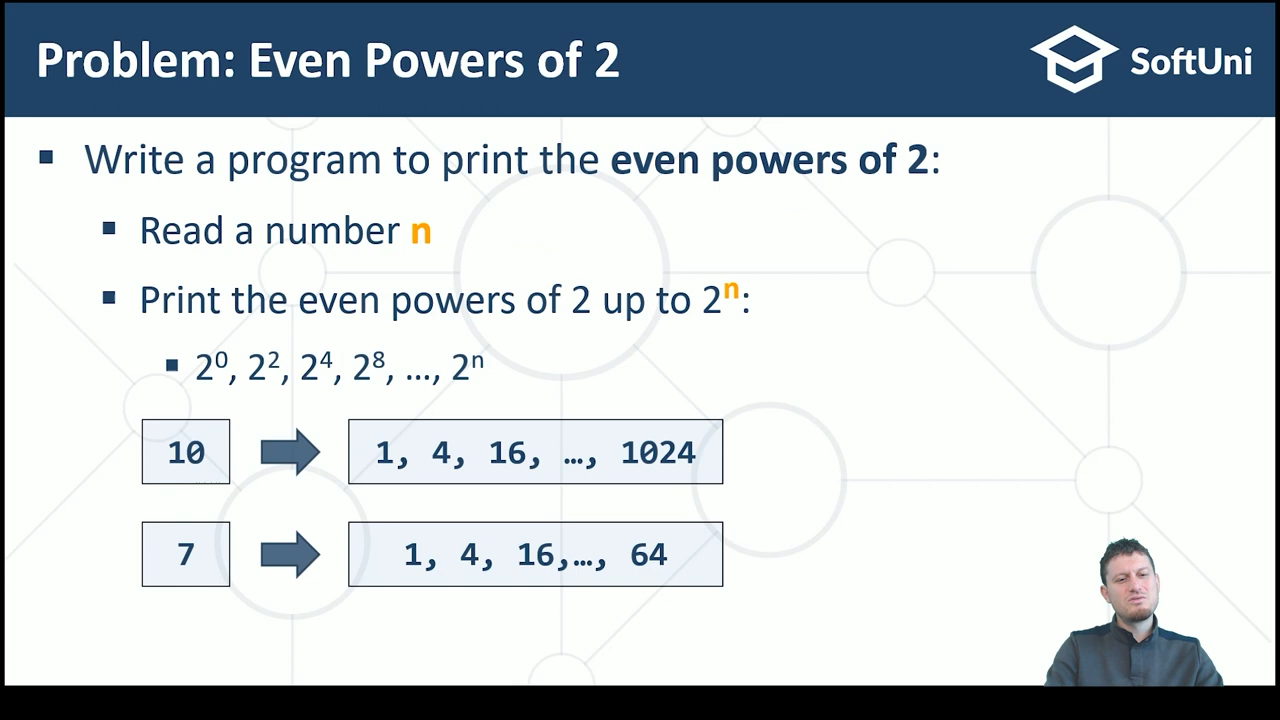 Problem: Even Powers of 2
SoftUni
▪ Write a program to print the even powers of 2:
▪ Read a number n
▪ Print the even powers of 2 up to 2ⁿ:
▪ 2⁰, 2², 2⁴, 2⁸, …, 2ⁿ
10
1, 4, 16, …, 1024
7
1, 4, 16,…, 64